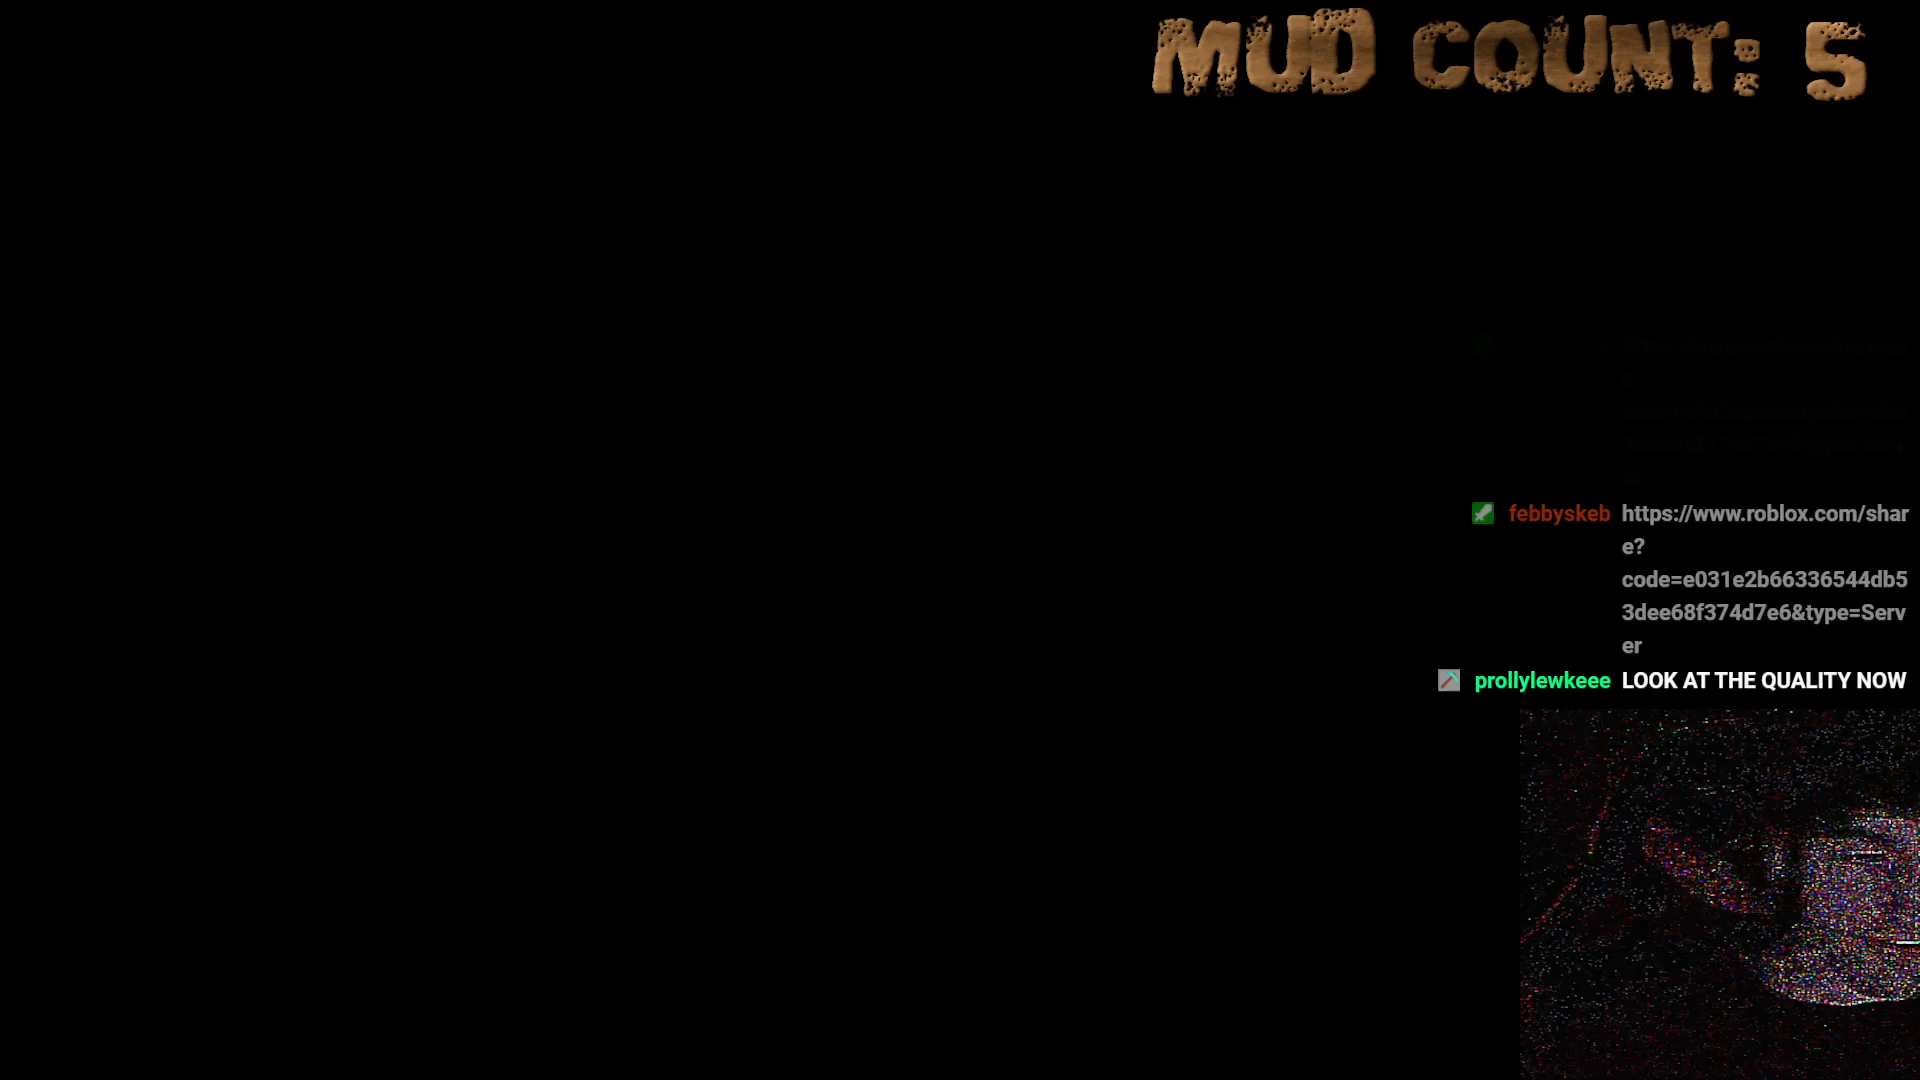 MUD COUNT: 5
febbyskeb https://www.roblox.com/shar
e?
code=e031e2b66336544db5
3dee68f374d7e6&type=Serv
er
prollylewkeee LOOK AT THE QUALITY NOW